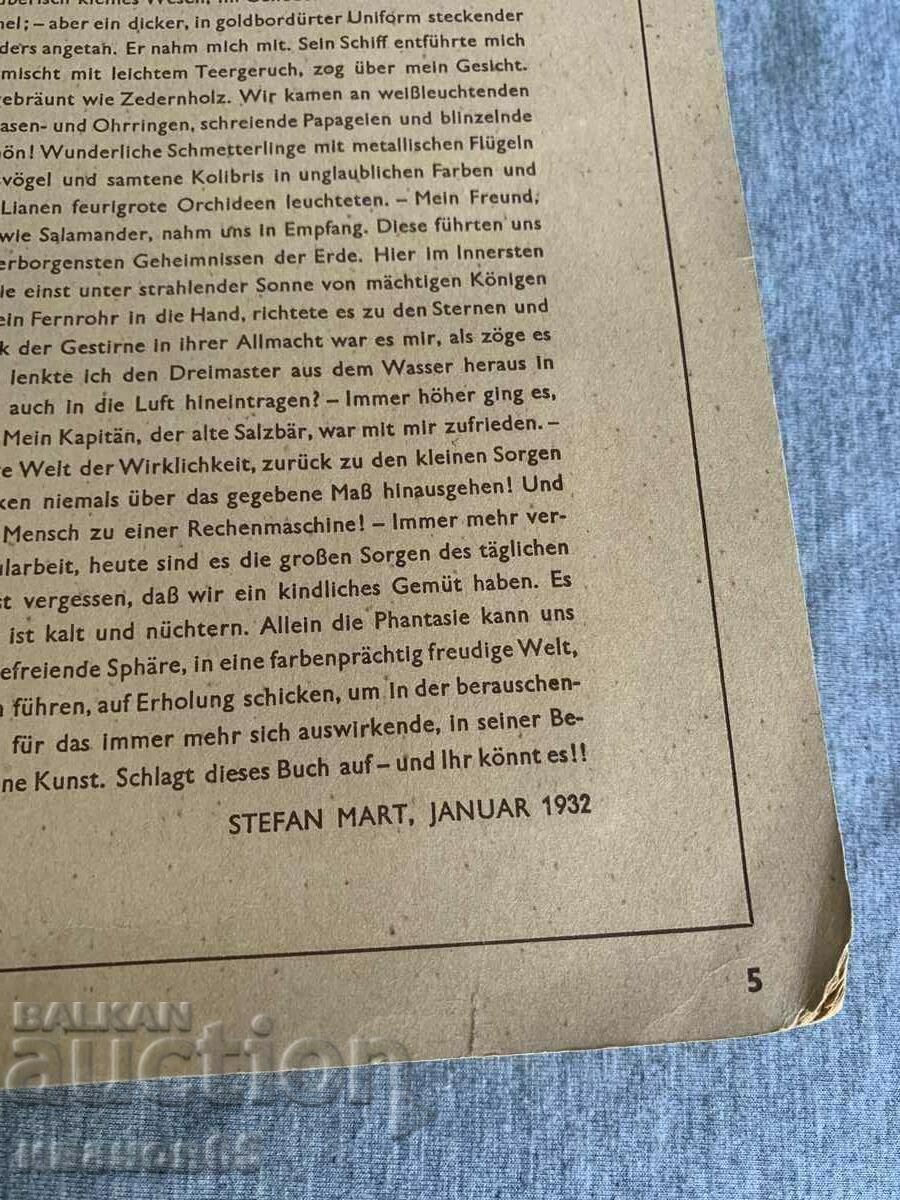 kleines Wesen, im
nel; – aber ein dicker, in goldbordürter Uniform steckender
ders angetan. Er nahm mich mit. Sein Schiff entführte mich
mischt mit leichtem Teergeruch, zog über mein Gesicht.
gebräunt wie Zedernholz. Wir kamen an weißleuchtenden
asen- und Ohrringen, schreiende Papageien und blinzelnde
ön! Wunderliche Schmetterlinge mit metallischen Flügeln
vögel und samtene Kolibris in unglaublichen Farben und
Lianen feurigrote Orchideen leuchteten. – Mein Freund,
wie Salamander, nahm uns in Empfang. Diese führten uns
erborgensten Geheimnissen der Erde. Hier im Innersten
ie einst unter strahlender Sonne von mächtigen Königen
ein Fernrohr in die Hand, richtete es zu den Sternen und
k der Gestirne in ihrer Allmacht war es mir, als zöge es
lenkte ich den Dreimaster aus dem Wasser heraus in
auch in die Luft hineintragen? – Immer höher ging es,
Mein Kapitän, der alte Salzbär, war mit mir zufrieden. –
e Welt der Wirklichkeit, zurück zu den kleinen Sorgen
ken niemals über das gegebene Maß hinausgehen! Und
Mensch zu einer Rechenmaschine! – Immer mehr ver-
ularbeit, heute sind es die großen Sorgen des täglichen
st vergessen, daß wir ein kindliches Gemüt haben. Es
ist kalt und nüchtern. Allein die Phantasie kann uns
efreiende Sphäre, in eine farbenprächtig freudige Welt,
n führen, auf Erholung schicken, um in der berauschen-
für das immer mehr sich auswirkende, in seiner Be-
ne Kunst. Schlagt dieses Buch auf – und Ihr könnt es!!
STEFAN MART, JANUAR 1932
5
BALKAN
auction